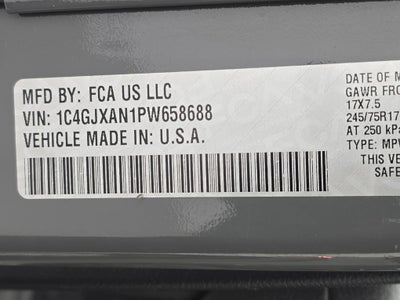 MFD BY: FCA US LLC
VIN: 1C4GJXAN1PW658688
VEHICLE MADE IN U.S.A.
DATE OF M
GAWR FRO
17X7.5
245/75R17
AT 250 kPa
TYPE: MPV
THIS VE
SAFE